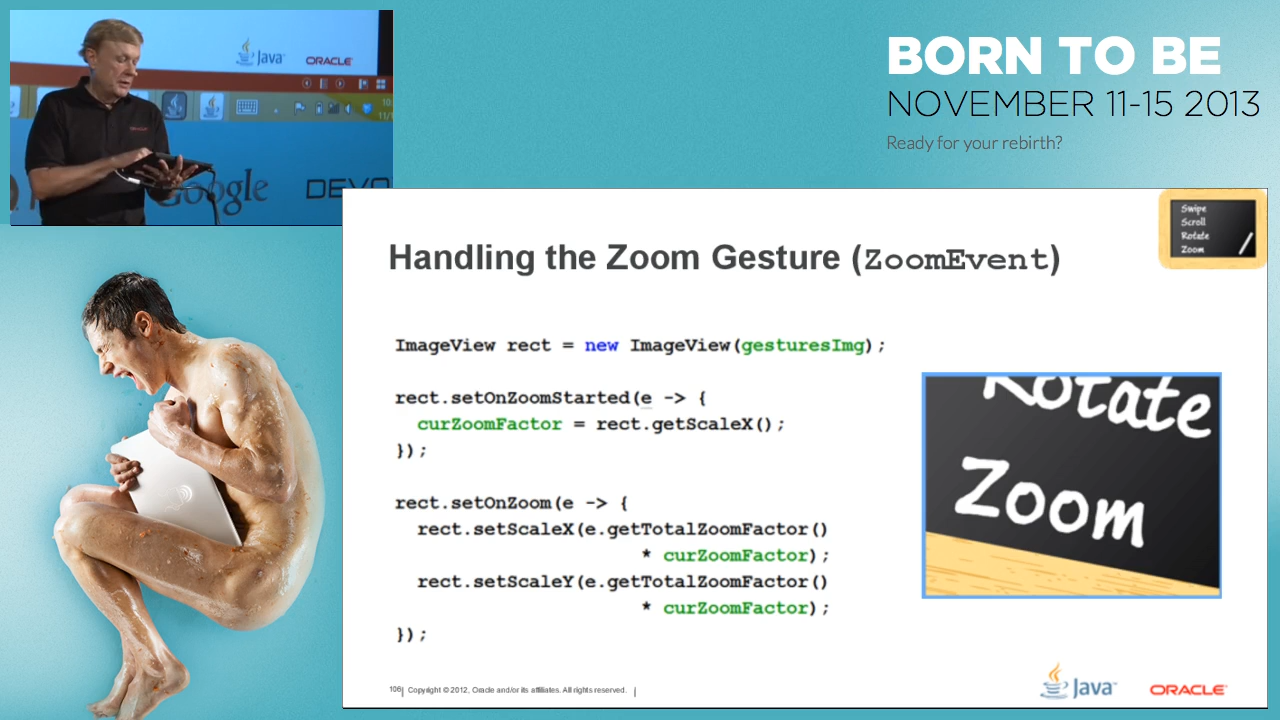 Java
ORACLE
Google
DEVO
BORN TO BE
NOVEMBER 11-15 2013
Ready for your rebirth?
Swipe
Scroll
Rotate
Zoom
Handling the Zoom Gesture (ZoomEvent)
ImageView rect = new ImageView(gesturesImg);
rect.setOnZoomStarted(e -> {
curZoomFactor = rect.getScaleX();
});
rect.setOnZoom(e -> {
rect.setScaleX(e.getTotalZoomFactor()
* curZoomFactor);
rect.setScaleY(e.getTotalZoomFactor()
* curZoomFactor);
});
Rotate
Zoom
106| Copyright © 2012, Oracle and/or its affiliates. All rights reserved. |
Java
ORACLE